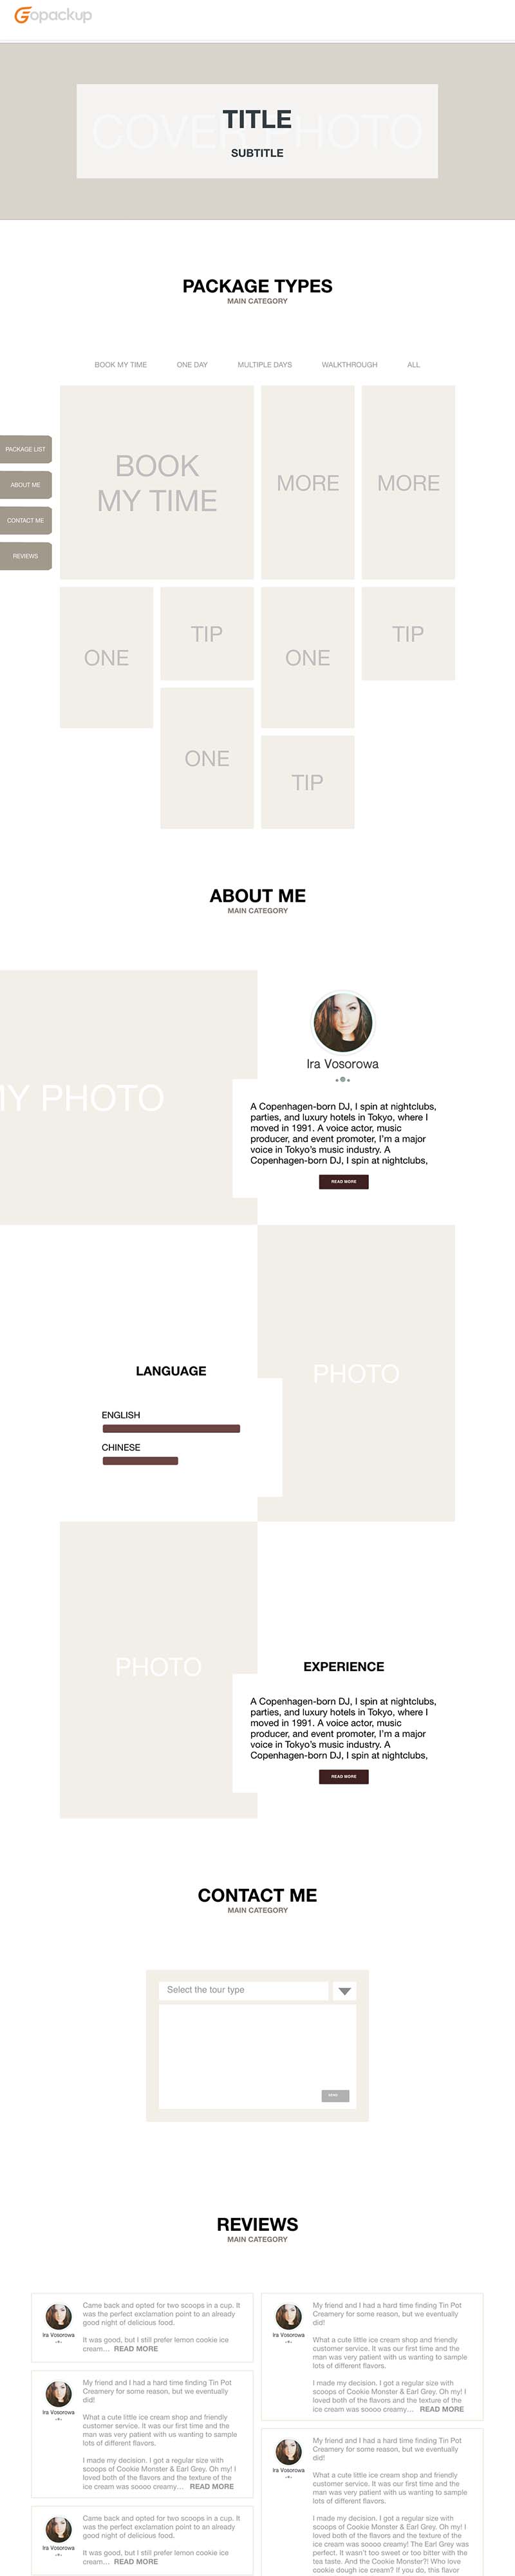 Gopackup
COVER PHOTO
TITLE
SUBTITLE
PACKAGE TYPES
MAIN CATEGORY
BOOK MY TIME ONE DAY MULTIPLE DAYS WALKTHROUGH ALL
PACKAGE LIST
ABOUT ME
CONTACT ME
REVIEWS
BOOK
MY TIME
MORE
MORE
ONE
TIP
ONE
TIP
ONE
TIP
ABOUT ME
MAIN CATEGORY
MY PHOTO
Ira Vosorowa
A Copenhagen-born DJ, I spin at nightclubs,
parties, and luxury hotels in Tokyo, where I
moved in 1991. A voice actor, music
producer, and event promoter, I'm a major
voice in Tokyo's music industry. A
Copenhagen-born DJ, I spin at nightclubs,
READ MORE
PHOTO
LANGUAGE
ENGLISH
CHINESE
PHOTO
EXPERIENCE
A Copenhagen-born DJ, I spin at nightclubs,
parties, and luxury hotels in Tokyo, where I
moved in 1991. A voice actor, music
producer, and event promoter, I'm a major
voice in Tokyo's music industry. A
Copenhagen-born DJ, I spin at nightclubs,
READ MORE
CONTACT ME
MAIN CATEGORY
Select the tour type
REVIEWS
MAIN CATEGORY
Ira Vosorowa
Came back and opted for two scoops in a cup. It
was the perfect exclamation point to an already
good night of delicious food.
It was good, but I still prefer lemon cookie ice
cream... READ MORE
Ira Vosorowa
My friend and I had a hard time finding Tin Pot
Creamery for some reason, but we eventually
did!
What a cute little ice cream shop and friendly
customer service. It was our first time and the
man was very patient with us wanting to sample
lots of different flavors.
I made my decision. I got a regular size with
scoops of Cookie Monster & Earl Grey. Oh my! I
loved both of the flavors and the texture of the
ice cream was soooo creamy... READ MORE
Ira Vosorowa
Came back and opted for two scoops in a cup. It
was the perfect exclamation point to an already
good night of delicious food.
It was good, but I still prefer lemon cookie ice
cream... READ MORE
Ira Vosorowa
My friend and I had a hard time finding Tin Pot
Creamery for some reason, but we eventually
did!
What a cute little ice cream shop and friendly
customer service. It was our first time and the
man was very patient with us wanting to sample
lots of different flavors.
I made my decision. I got a regular size with
scoops of Cookie Monster & Earl Grey. Oh my! I
loved both of the flavors and the texture of the
ice cream was soooo creamy... READ MORE
Ira Vosorowa
My friend and I had a hard time finding Tin Pot
Creamery for some reason, but we eventually
did!
What a cute little ice cream shop and friendly
customer service. It was our first time and the
man was very patient with us wanting to sample
lots of different flavors.
I made my decision. I got a regular size with
scoops of Cookie Monster & Earl Grey. Oh my! I
loved both of the flavors and the texture of the
ice cream was soooo creamy! The Earl Grey was
perfect. It wasn't too sweet or too bitter with the
tea taste. And the Cookie Monster?! Who love
cookie dough ice cream? If you do, this flavor